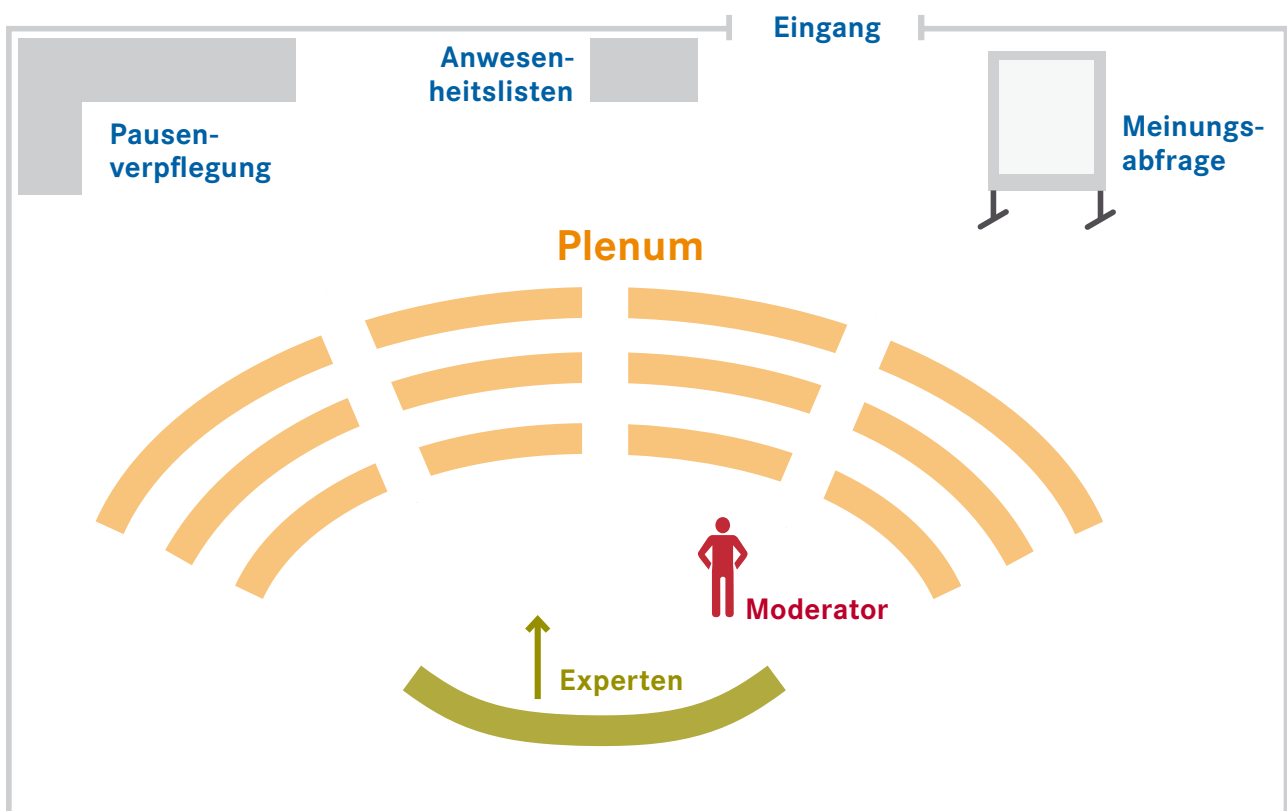 Eingang
Anwesen-
heitslisten
Pausen-
verpflegung
Meinungs-
abfrage
Plenum
Moderator
Experten